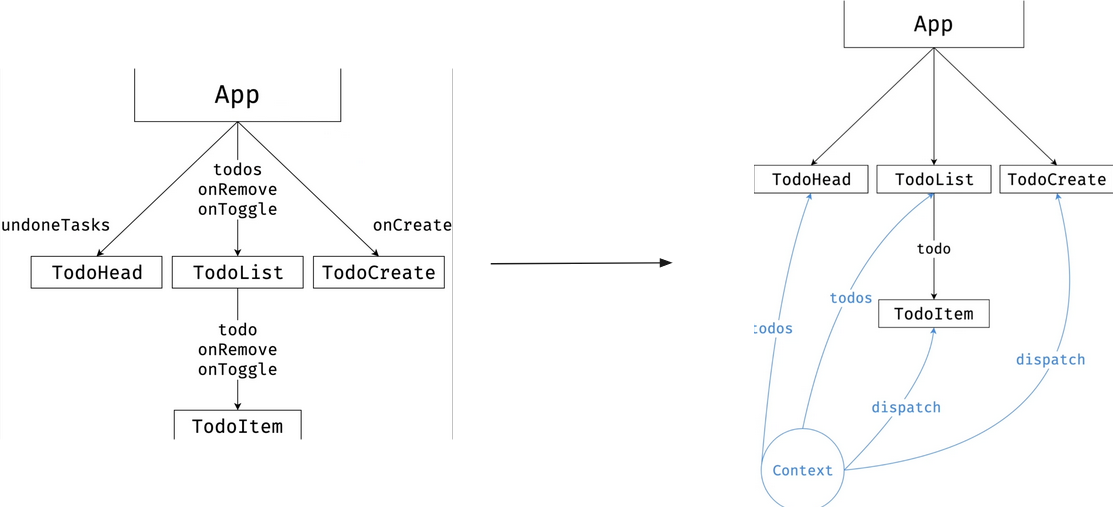 App
todos
onRemove
onToggle
undoneTasks
onCreate
TodoHead
TodoList
TodoCreate
todo
onRemove
onToggle
TodoItem
App
TodoHead
TodoList
TodoCreate
todo
todos
TodoItem
todos
dispatch
dispatch
Context